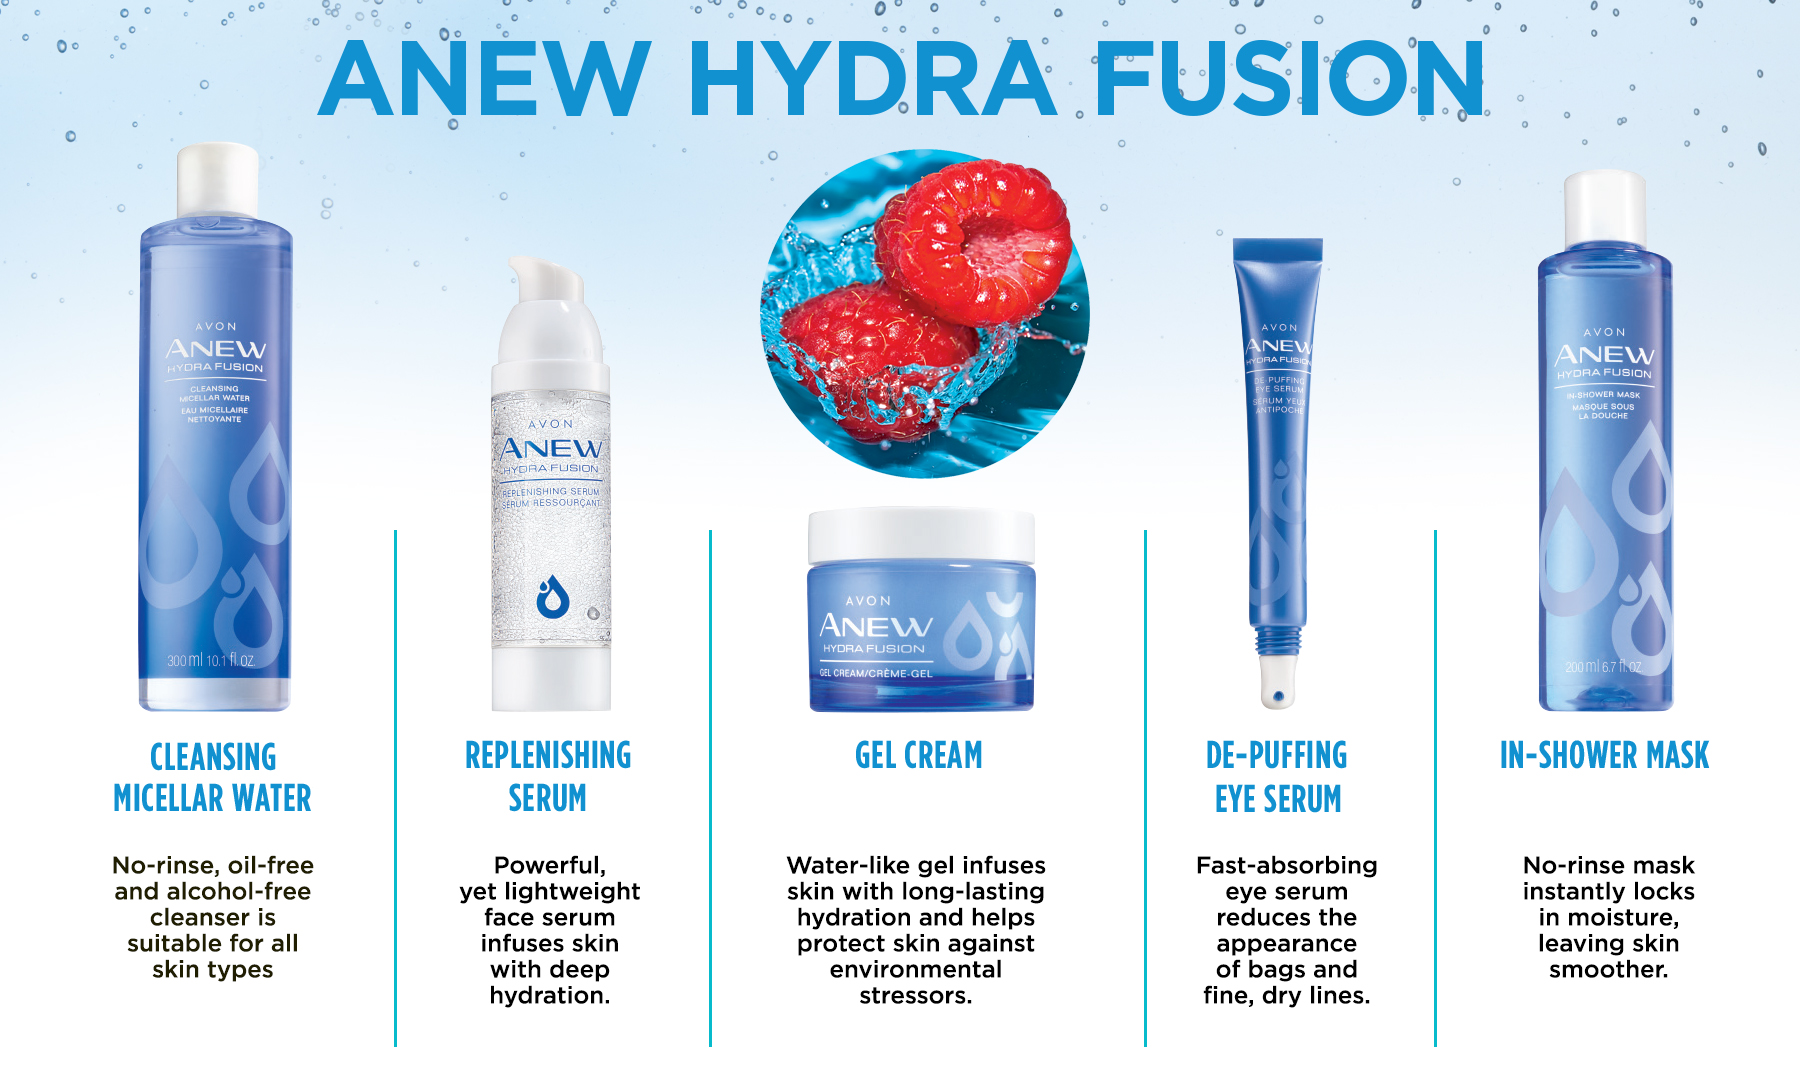 ANEW HYDRA FUSION
AVON
ANEW
HYDRA FUSION
CLEANSING
MICELLAR WATER
EAU MICELLAIRE
NETTOYANTE
300 ml 10.1 fl.oz.
CLEANSING
MICELLAR WATER
No-rinse, oil-free
and alcohol-free
cleanser is
suitable for all
skin types
AVON
ANEW
HYDRA FUSION
REPLENISHING SERUM
SÉRUM RESSOURÇANT
REPLENISHING
SERUM
Powerful,
yet lightweight
face serum
infuses skin
with deep
hydration.
AVON
ANEW
HYDRA FUSION
GEL CREAM/CRÈME-GEL
GEL CREAM
Water-like gel infuses
skin with long-lasting
hydration and helps
protect skin against
environmental
stressors.
AVON
ANEW
HYDRA FUSION
DE-PUFFING
EYE SERUM
SÉRUM YEUX
ANTIPOCHE
DE-PUFFING
EYE SERUM
Fast-absorbing
eye serum
reduces the
appearance
of bags and
fine, dry lines.
AVON
ANEW
HYDRA FUSION
IN-SHOWER MASK
MASQUE SOUS
LA DOUCHE
200 ml 6.7 fl.oz.
IN-SHOWER MASK
No-rinse mask
instantly locks
in moisture,
leaving skin
smoother.